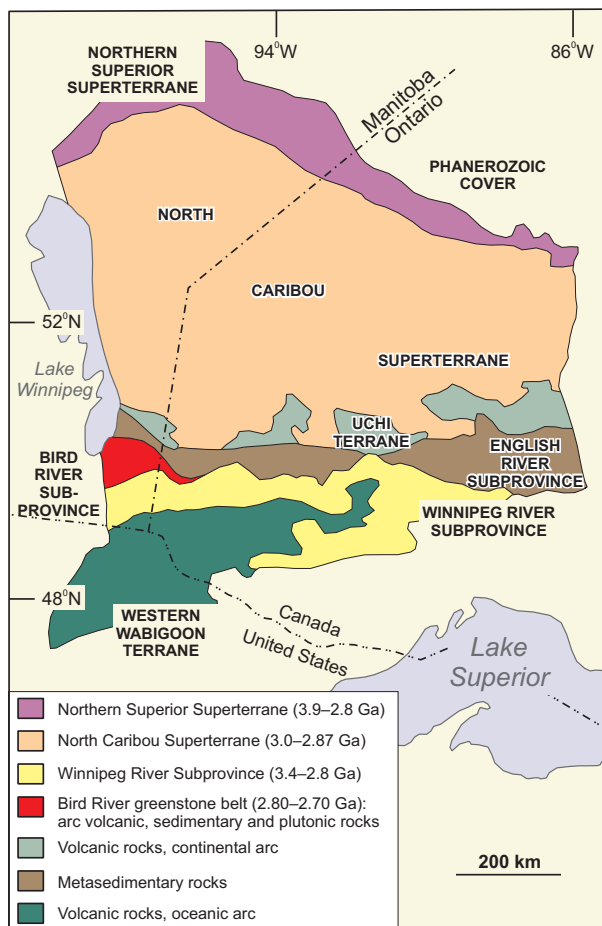 94°W
86°W
NORTHERN
SUPERIOR
SUPERTERRANE
Manitoba
Ontario
PHANEROZOIC
COVER
NORTH
CARIBOU
52°N
SUPERTERRANE
Lake
Winnipeg
UCHI
TERRANE
ENGLISH
RIVER
SUBPROVINCE
BIRD
RIVER
SUB-
PROVINCE
WINNIPEG RIVER
SUBPROVINCE
48°N
WESTERN
WABIGOON
TERRANE
Canada
United States
Lake
Superior
Northern Superior Superterrane (3.9–2.8 Ga)
North Caribou Superterrane (3.0–2.87 Ga)
Winnipeg River Subprovince (3.4–2.8 Ga)
Bird River greenstone belt (2.80–2.70 Ga):
arc volcanic, sedimentary and plutonic rocks
Volcanic rocks, continental arc
Metasedimentary rocks
Volcanic rocks, oceanic arc
200 km